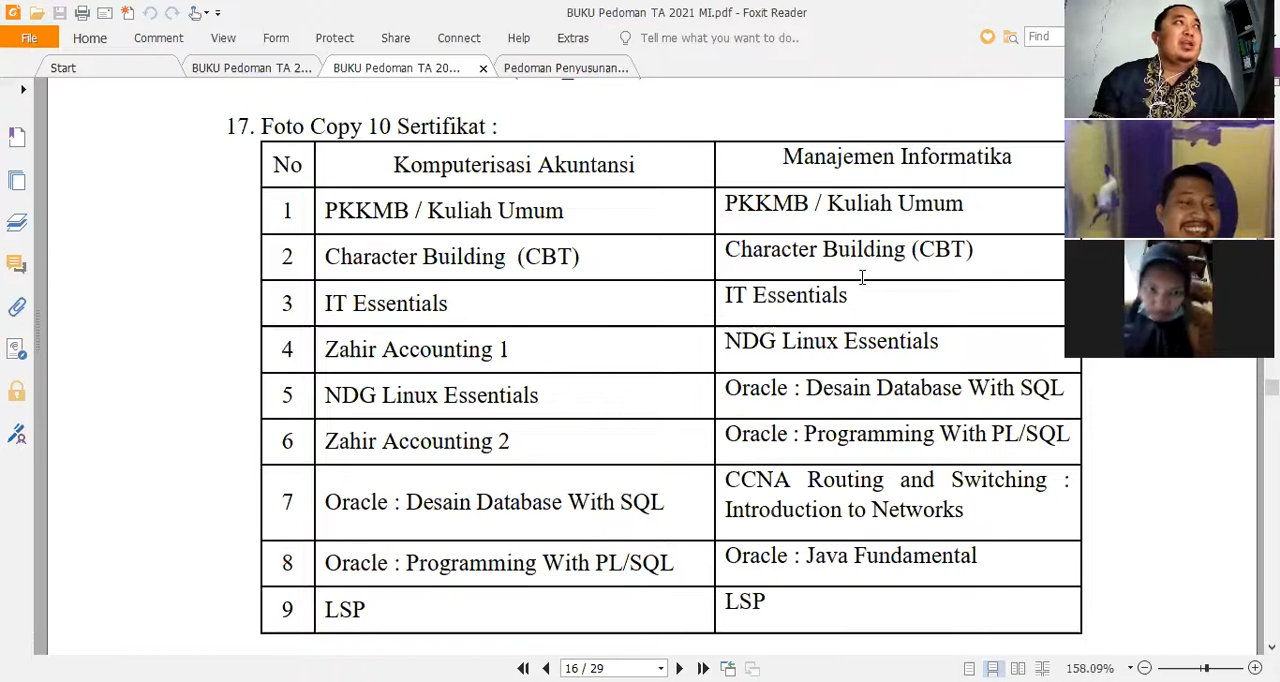 BUKU Pedoman TA 2021 MI.pdf - Foxit Reader
File Home Comment View Form Protect Share Connect Help Extras Tell me what you want to do.. Find
Start BUKU Pedoman TA 2... BUKU Pedoman TA 20... Pedoman Penyusunan...
17. Foto Copy 10 Sertifikat :
No Komputerisasi Akuntansi Manajemen Informatika
1 PKKMB / Kuliah Umum PKKMB / Kuliah Umum
2 Character Building (CBT) Character Building (CBT)
3 IT Essentials IT Essentials
4 Zahir Accounting 1 NDG Linux Essentials
5 NDG Linux Essentials Oracle : Desain Database With SQL
6 Zahir Accounting 2 Oracle : Programming With PL/SQL
7 Oracle : Desain Database With SQL CCNA Routing and Switching :
Introduction to Networks
8 Oracle : Programming With PL/SQL Oracle : Java Fundamental
9 LSP LSP
16 / 29 158.09%